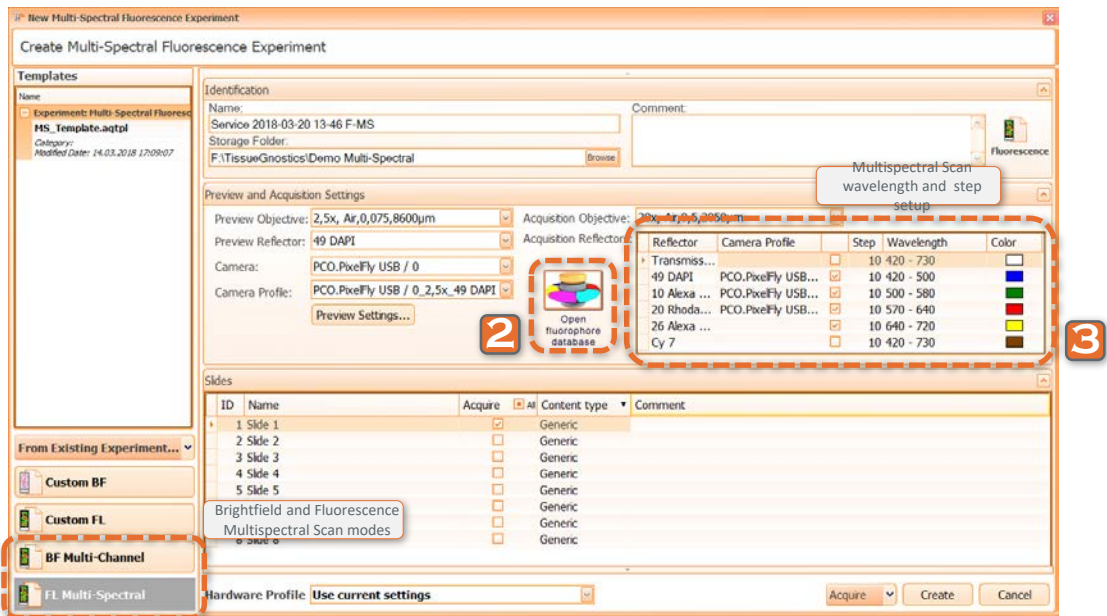 New Multi-Spectral Fluorescence Experiment
Create Multi-Spectral Fluorescence Experiment
Templates
Name
Experiment: Multi-Spectral Fluoresc
MS_Template.aqtpl
Category:
Modified Date: 14.03.2018 17:09:07
From Existing Experiment...
Custom BF
Custom FL
BF Multi-Channel
FL Multi-Spectral
Identification
Name:
Service 2018-03-20 13-46 F-MS
Storage Folder:
F:\TissueGnostics\Demo Multi-Spectral
Browse
Comment:
Fluorescence
Multispectral Scan
wavelength and step
setup
Preview and Acquisition Settings
Preview Objective: 2,5x, Air,0,075,8600µm
Preview Reflector: 49 DAPI
Camera: PCO.PixelFly USB / 0
Camera Profile: PCO.PixelFly USB / 0_2,5x_49 DAPI
Preview Settings...
Acquisition Objective: 20x, Air,0,5,2050µm
Acquisition Reflector:
2
Open
fluorophore
database
Reflector Camera Profile Step Wavelength Color
Transmiss... 10 420 - 730
49 DAPI PCO.PixelFly USB... 10 420 - 500
10 Alexa ... PCO.PixelFly USB... 10 500 - 580
20 Rhoda... PCO.PixelFly USB... 10 570 - 640
26 Alexa ... 10 640 - 720
Cy 7 10 420 - 730
3
Slides
ID Name Acquire All Content type Comment
1 Slide 1 Generic
2 Slide 2 Generic
3 Slide 3 Generic
4 Slide 4 Generic
5 Slide 5 Generic
Generic
Generic
8 Slide 8 Generic
Brightfield and Fluorescence
Multispectral Scan modes
Hardware Profile Use current settings
Acquire
Create
Cancel